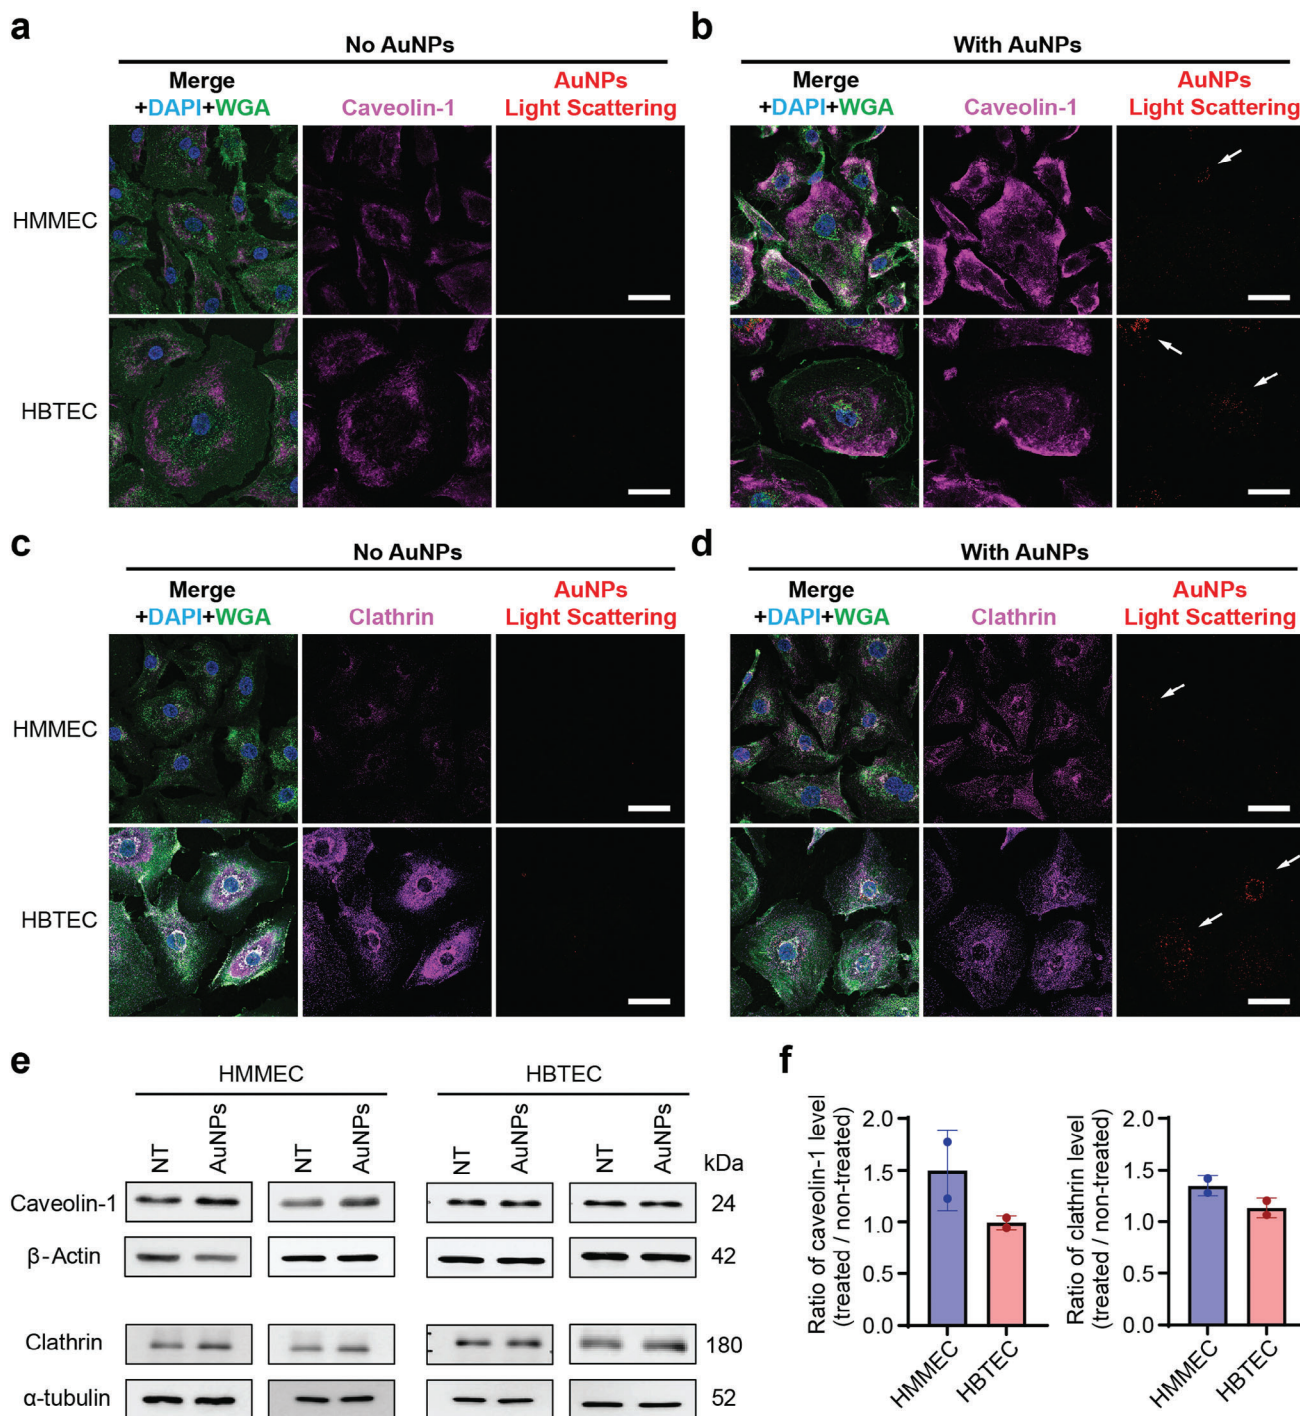 a
No AuNPs
Merge
+DAPI+WGA
Caveolin-1
AuNPs
Light Scattering
HMMEC
HBTEC
b
With AuNPs
Merge
+DAPI+WGA
Caveolin-1
AuNPs
Light Scattering
c
No AuNPs
Merge
+DAPI+WGA
Clathrin
AuNPs
Light Scattering
HMMEC
HBTEC
d
With AuNPs
Merge
+DAPI+WGA
Clathrin
AuNPs
Light Scattering
e
HMMEC
HBTEC
NT
AuNPs
NT
AuNPs
NT
AuNPs
NT
AuNPs
kDa
Caveolin-1
24
β-Actin
42
Clathrin
180
α-tubulin
52
f
Ratio of caveolin-1 level
(treated / non-treated)
2.0
1.5
1.0
0.5
0.0
HMMEC
HBTEC
Ratio of clathrin level
(treated / non-treated)
2.0
1.5
1.0
0.5
0.0
HMMEC
HBTEC